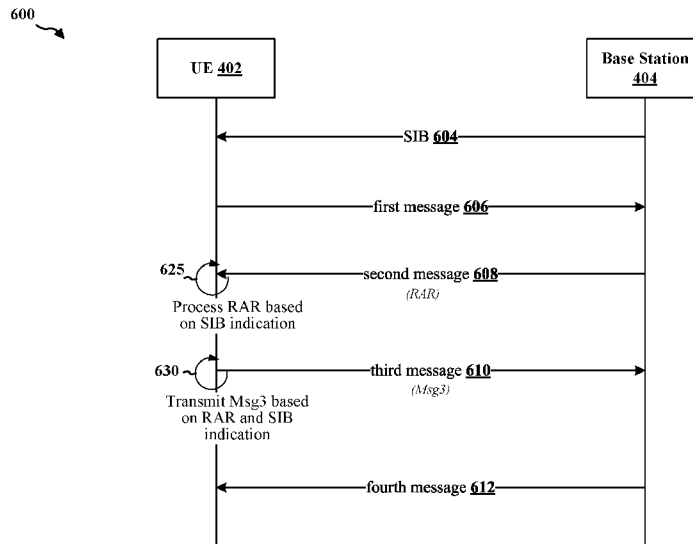 600
UE 402
Base Station
404
SIB 604
first message 606
625
second message 608
(RAR)
Process RAR based
on SIB indication
630
third message 610
(Msg3)
Transmit Msg3 based
on RAR and SIB
indication
fourth message 612